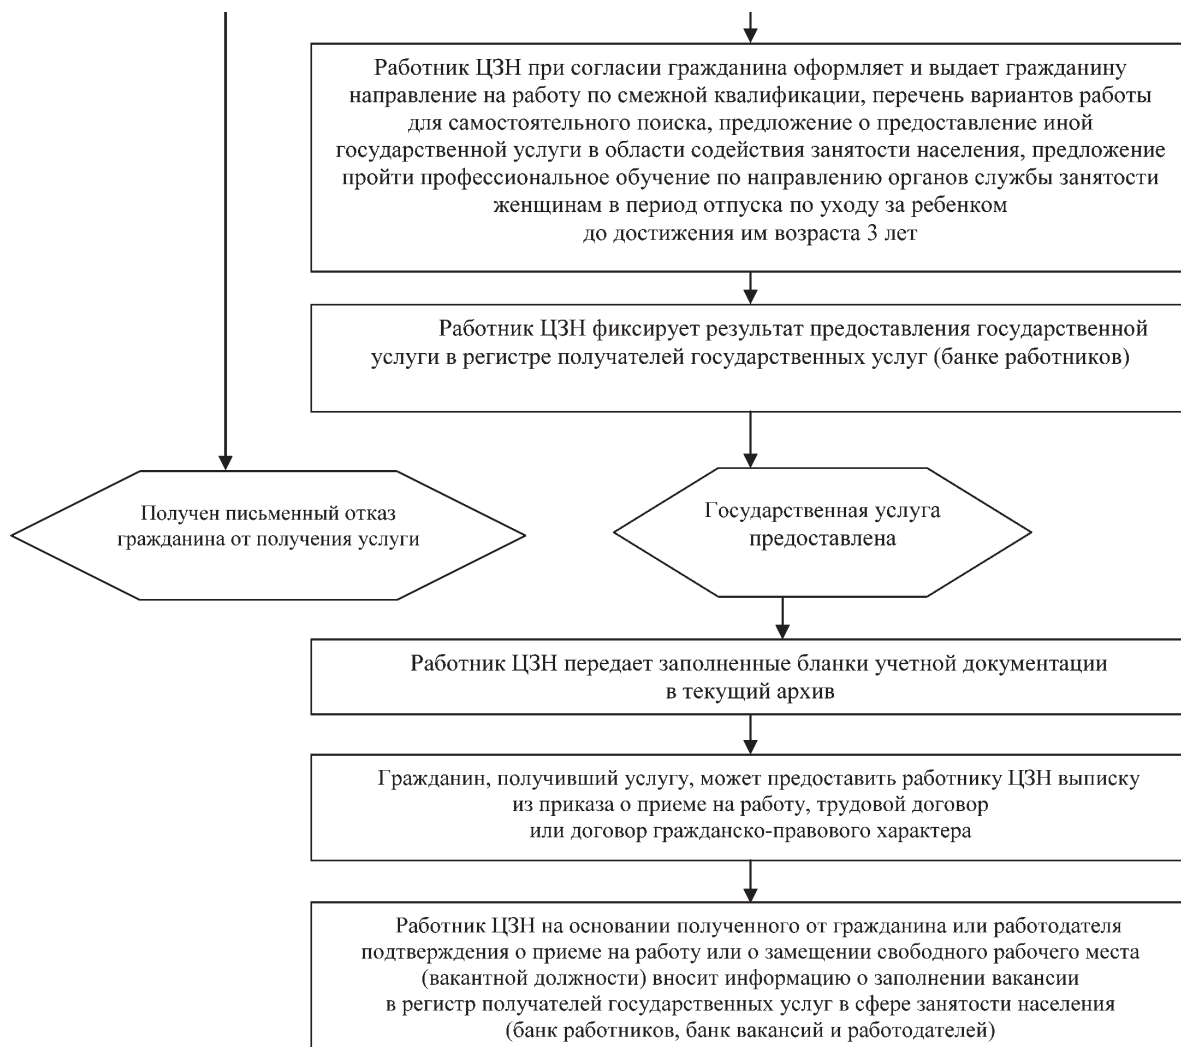 Работник ЦЗН при согласии гражданина оформляет и выдает гражданину
направление на работу по смежной квалификации, перечень вариантов работы
для самостоятельного поиска, предложение о предоставление иной
государственной услуги в области содействия занятости населения, предложение
пройти профессиональное обучение по направлению органов службы занятости
женщинам в период отпуска по уходу за ребенком
до достижения им возраста 3 лет
Работник ЦЗН фиксирует результат предоставления государственной
услуги в регистре получателей государственных услуг (банке работников)
Получен письменный отказ
гражданина от получения услуги
Государственная услуга
предоставлена
Работник ЦЗН передает заполненные бланки учетной документации
в текущий архив
Гражданин, получивший услугу, может предоставить работнику ЦЗН выписку
из приказа о приеме на работу, трудовой договор
или договор гражданско-правового характера
Работник ЦЗН на основании полученного от гражданина или работодателя
подтверждения о приеме на работу или о замещении свободного рабочего места
(вакантной должности) вносит информацию о заполнении вакансии
в регистр получателей государственных услуг в сфере занятости населения
(банк работников, банк вакансий и работодателей)